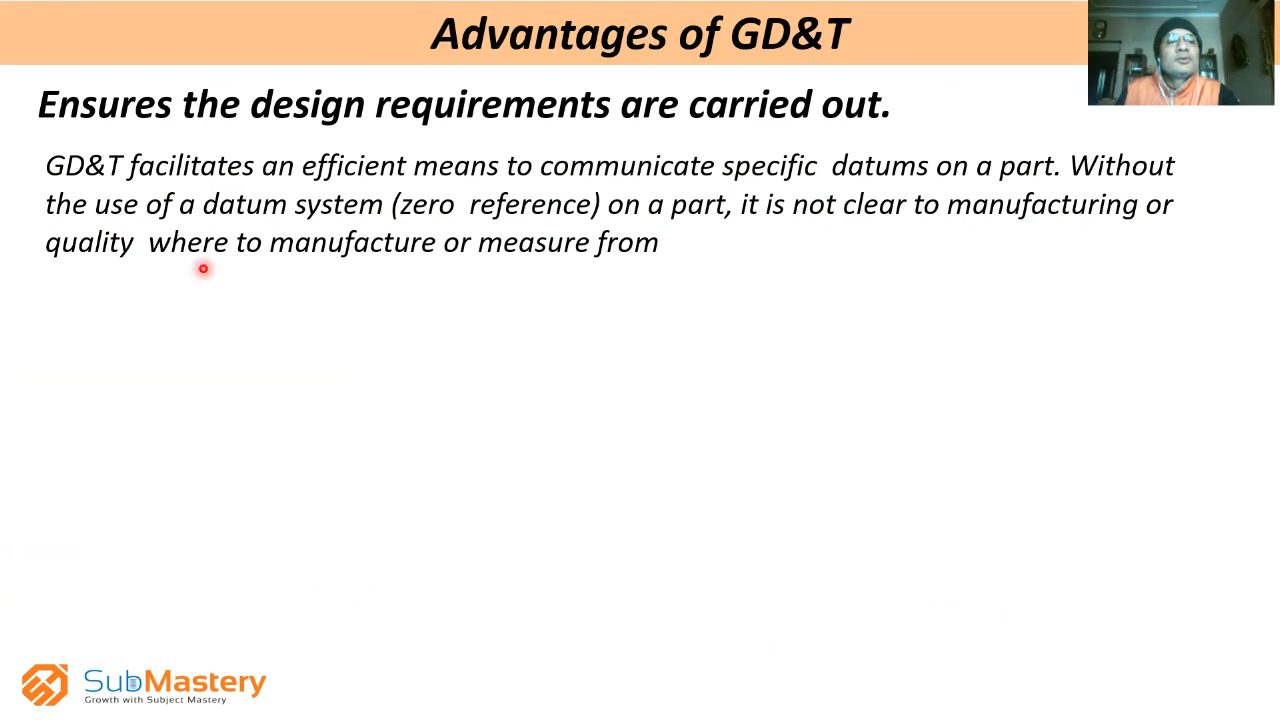 Advantages of GD&T
Ensures the design requirements are carried out.
GD&T facilitates an efficient means to communicate specific datums on a part. Without
the use of a datum system (zero reference) on a part, it is not clear to manufacturing or
quality where to manufacture or measure from
SubMastery
Growth with Subject Mastery